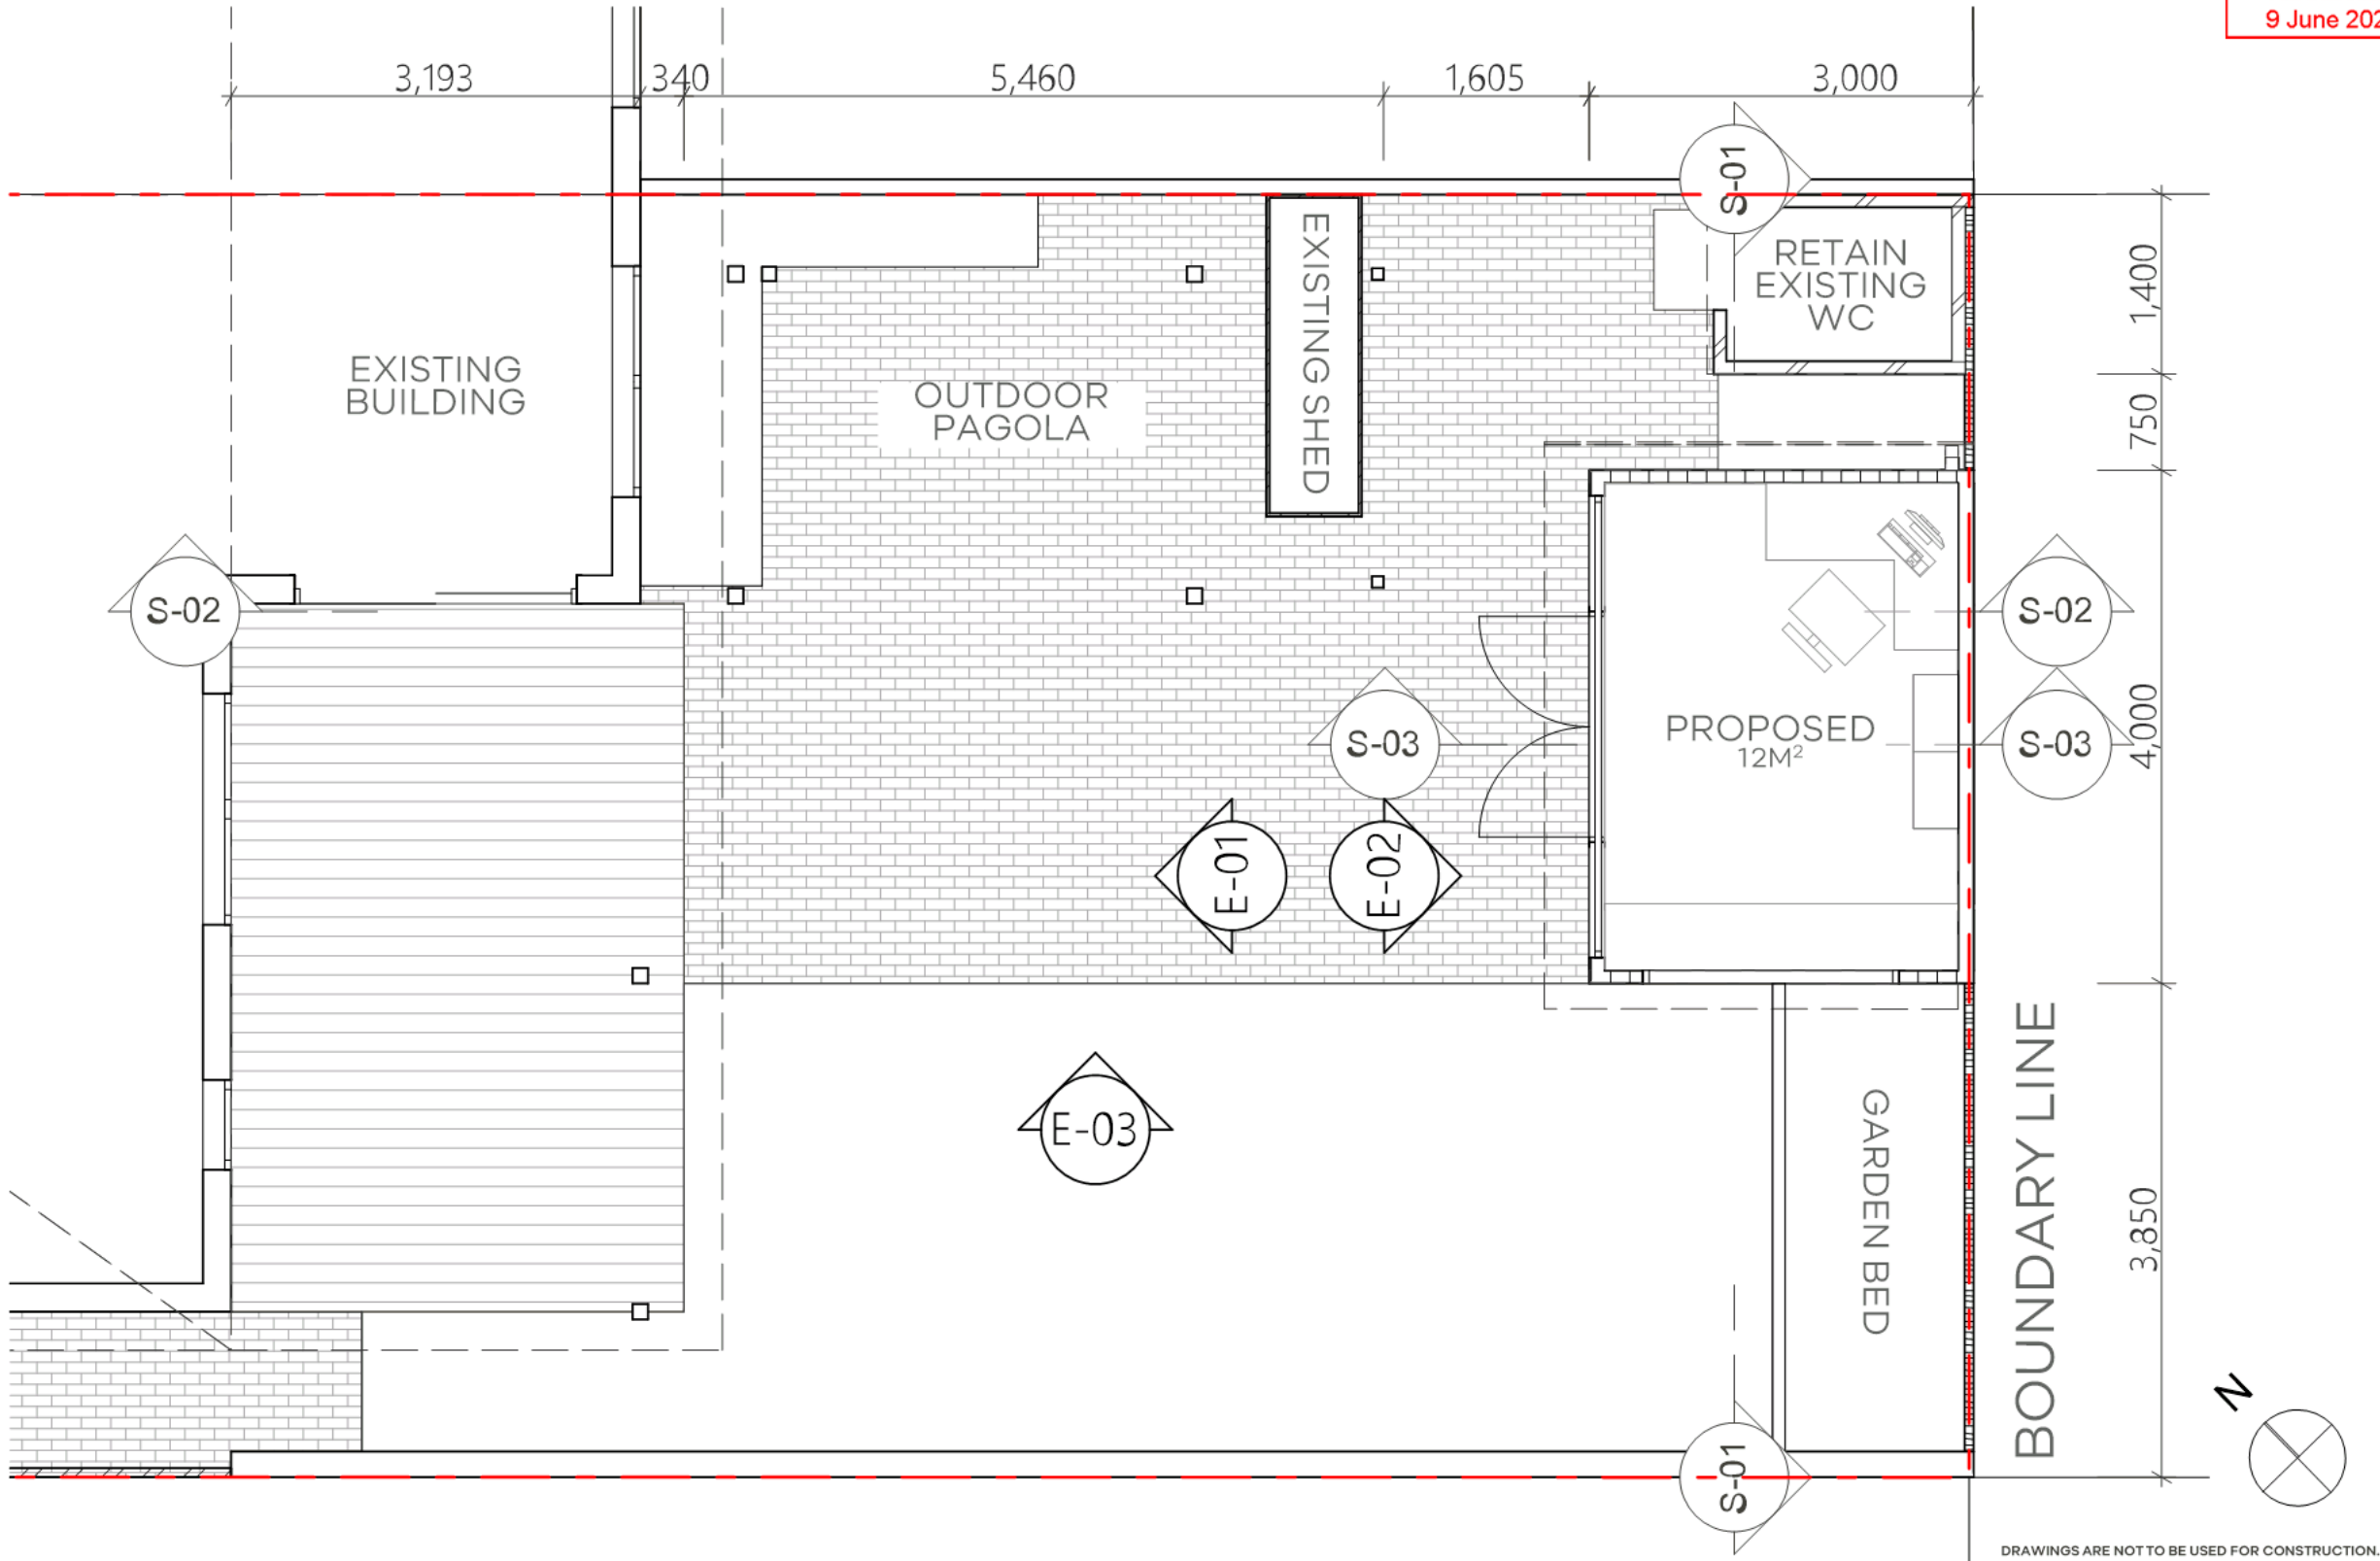 9 June 202
3,193
340
5,460
1,605
3,000
S-01
RETAIN
EXISTING
WC
1,400
EXISTING SHED
EXISTING
BUILDING
OUTDOOR
PAGOLA
750
S-02
S-02
S-03
PROPOSED
12M²
S-03
4,000
E-01
E-02
E-03
GARDEN BED
BOUNDARY LINE
3,850
N
S-01
DRAWINGS ARE NOT TO BE USED FOR CONSTRUCTION.